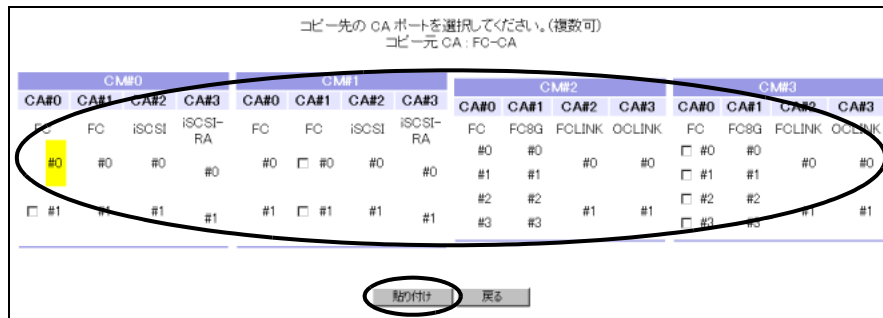 コピー先の CA ポートを選択してください。(複数可)
コピー元 CA : FC-CA
CM#0 CM#1 CM#2 CM#3
CA#0 CA#1 CA#2 CA#3 CA#0 CA#1 CA#2 CA#3 CA#0 CA#1 CA#2 CA#3 CA#0 CA#1 CA#2 CA#3
FC FC iSCSI iSCSI-RA FC FC iSCSI iSCSI-RA FC FC8G FCLINK OCLINK FC FC8G FCLINK OCLINK
#0 #0 #0 #0
#0 #0 #0 #0 #0 #0 #0 #0 #0 #0 #0 #0
#1 #1 #1 #1
#2 #2 #2 #2
#1 #1 #1 #1 #1 #1 #1 #1 #1 #1 #1 #1
#3 #3 #3 #3
貼り付け 戻る